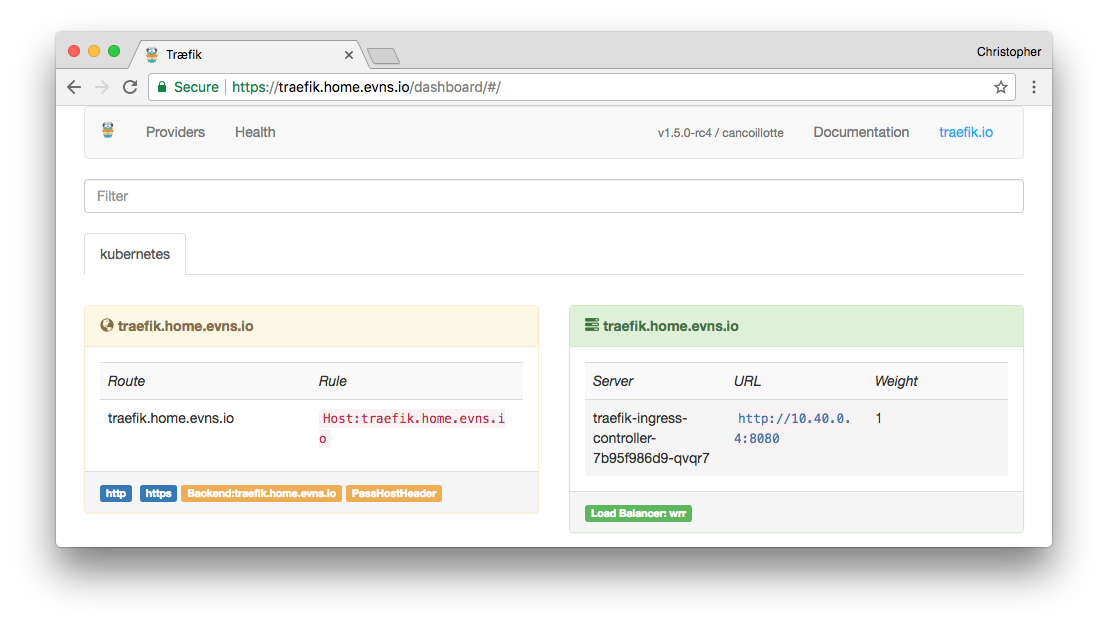 Træfik
Christopher
Secure https://traefik.home.evns.io/dashboard/#/
Providers Health v1.5.0-rc4 / cancoillotte Documentation traefik.io
Filter
kubernetes
traefik.home.evns.io
Route Rule
traefik.home.evns.io Host:traefik.home.evns.i
o
http https Backend:traefik.home.evns.io PassHostHeader
traefik.home.evns.io
Server URL Weight
traefik-ingress- http://10.40.0. 1
controller- 4:8080
7b95f986d9-qvqr7
Load Balancer: wrr